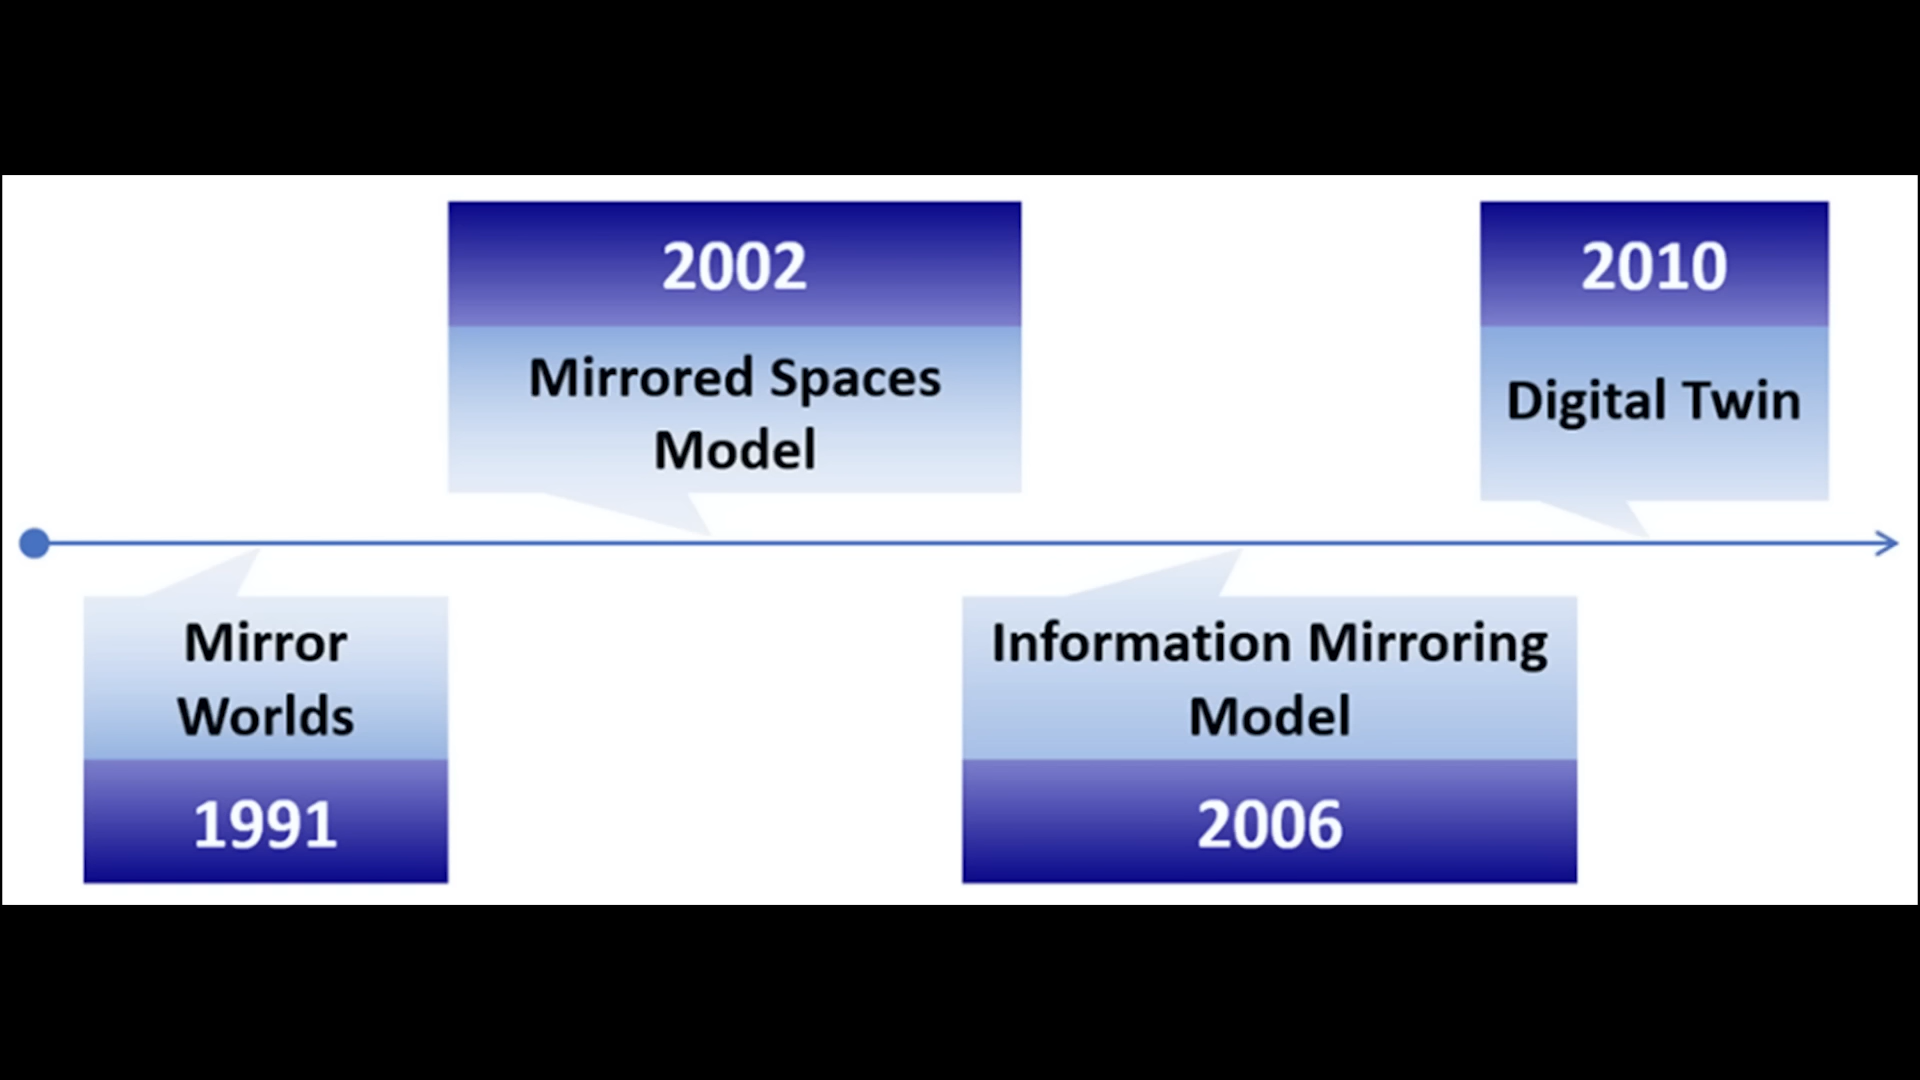 2002
Mirrored Spaces
Model
2010
Digital Twin
Mirror
Worlds
1991
Information Mirroring
Model
2006